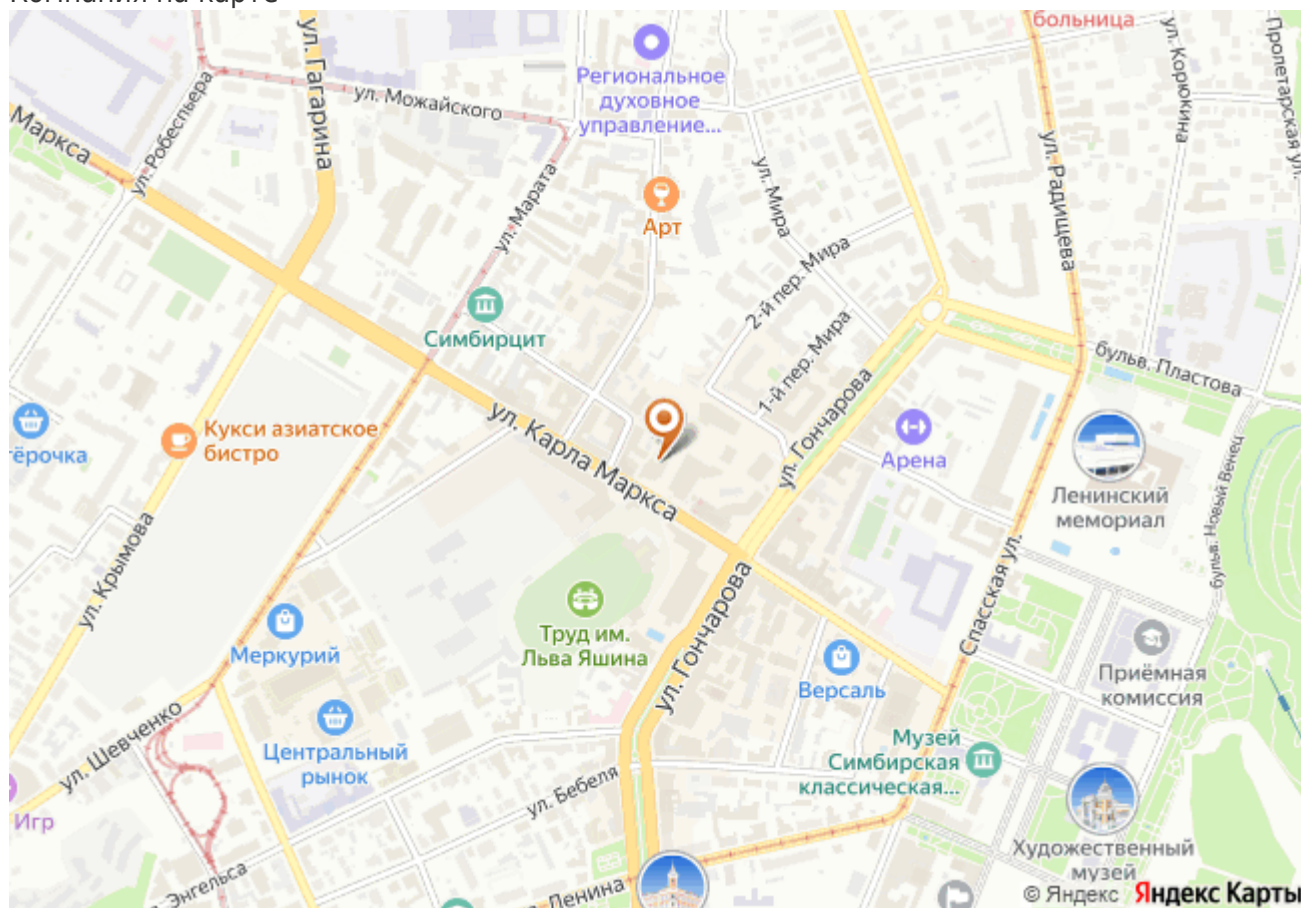 Компания на карте
больница
ул. Гагарина
ул. Корюкина
Пролетарская ул.
Региональное
духовное
управление...
ул. Можайского
ул. Робеспьера
Маркса
ул. Радищева
ул. Марата
ул. Мира
Арт
2-й пер. Мира
Симбирцит
1-й пер. Мира
бульв. Пластова
ул. Гончарова
ул. Карла Маркса
Кукси азиатское
бистро
тёрочка
Арена
Ленинский
мемориал
бульв. Новый Венец
ул. Крымова
Спасская ул.
Труд им.
Льва Яшина
ул. Гончарова
Меркурий
Версаль
Приёмная
комиссия
ул. Шевченко
Центральный
рынок
Музей
Симбирская
классическая...
ул. Бебеля
Игр
Художественный
музей
Энгельса
Ленина
© Яндекс Яндекс Карты